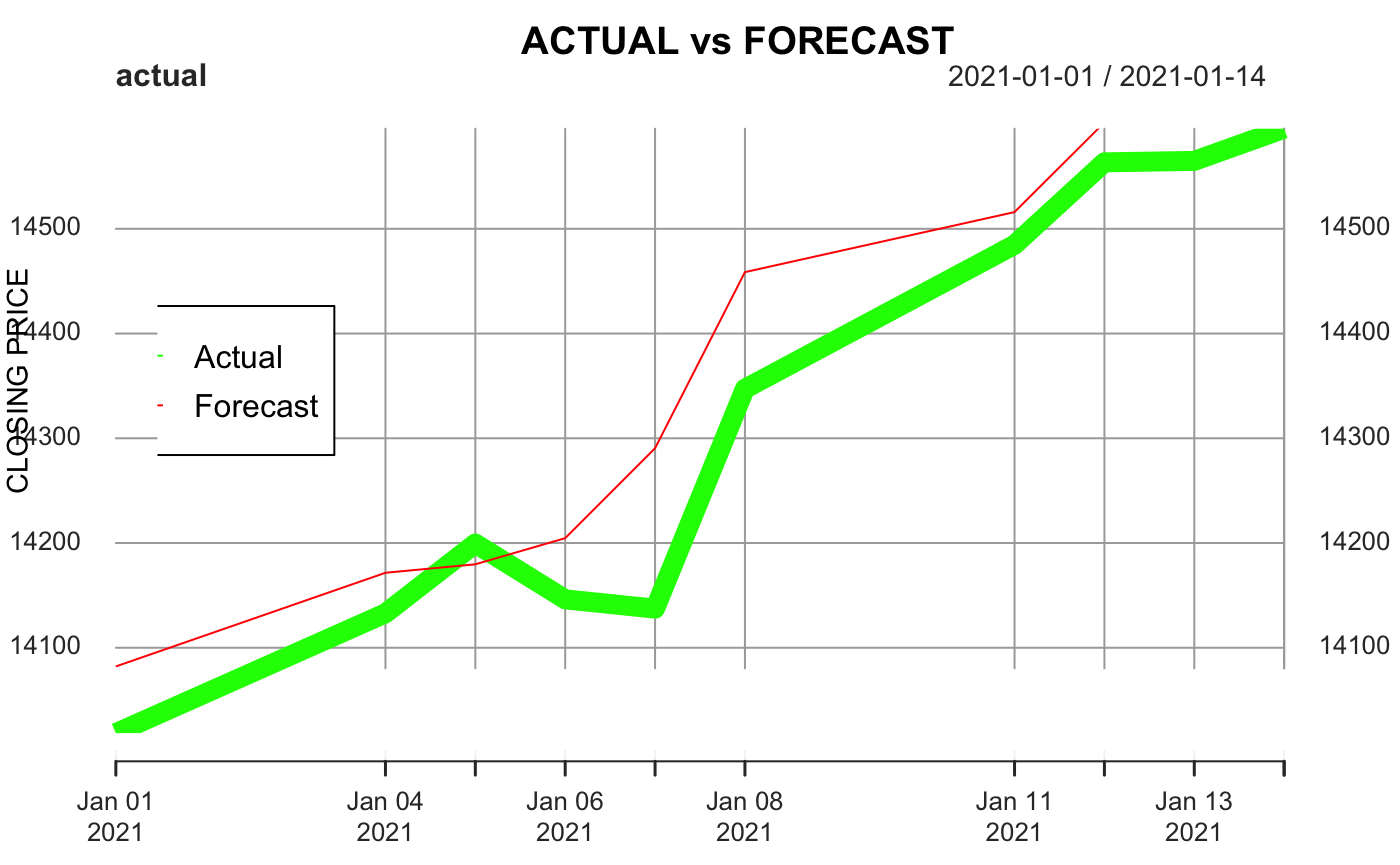 ACTUAL vs FORECAST
actual
2021-01-01 / 2021-01-14
CLOSING PRICE
14500
14400
14300
14200
14100
14500
14400
14300
14200
14100
Actual
Forecast
Jan 01
2021
Jan 04
2021
Jan 06
2021
Jan 08
2021
Jan 11
2021
Jan 13
2021